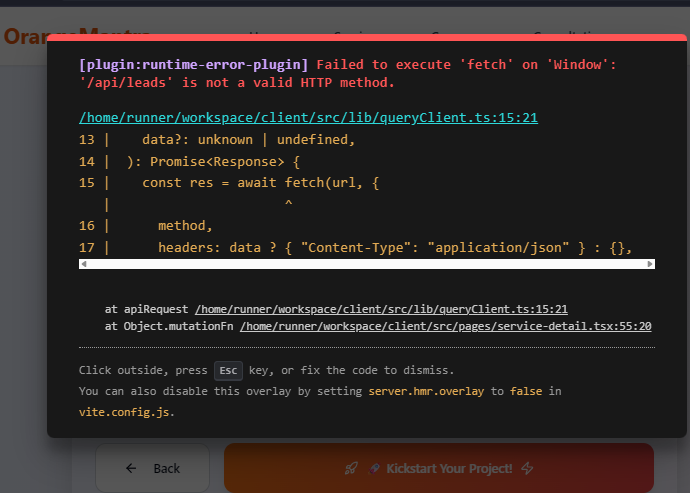 [plugin:runtime-error-plugin] Failed to execute 'fetch' on 'Window':
'/api/leads' is not a valid HTTP method.
/home/runner/workspace/client/src/lib/queryClient.ts:15:21
13 |    data?: unknown | undefined,
14 |  ): Promise<Response> {
15 |    const res = await fetch(url, {
   |                      ^
16 |      method,
17 |      headers: data ? { "Content-Type": "application/json" } : {},
at apiRequest /home/runner/workspace/client/src/lib/queryClient.ts:15:21
at Object.mutationFn /home/runner/workspace/client/src/pages/service-detail.tsx:55:20
Click outside, press Esc key, or fix the code to dismiss.
You can also disable this overlay by setting server.hmr.overlay to false in
vite.config.js.
← Back
🚀 Kickstart Your Project!